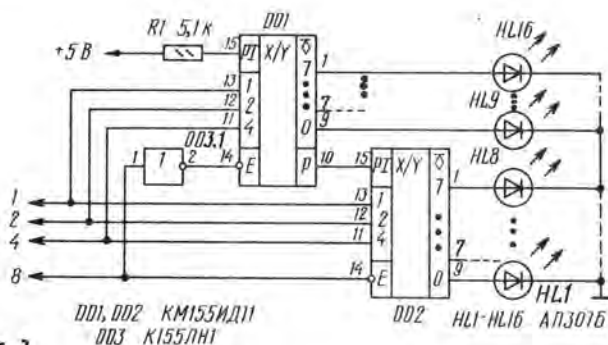 DD1
R1 5,1к
HL16
+5 В
15 PI X/Y Q̄
13 1 7 1
12 2
11 4 7
0 9
HL9
DD3.1
1 1 2 14 E P 10
15 PI X/Y Q̄
HL8
1 13 1 7 1
2 12 2
4 11 4
8 14 E 7
0 9
DD2
HL1
DD1, DD2 КМ155ИД11
DD3 К155ЛН1
HL1-HL16 АЛ301Б